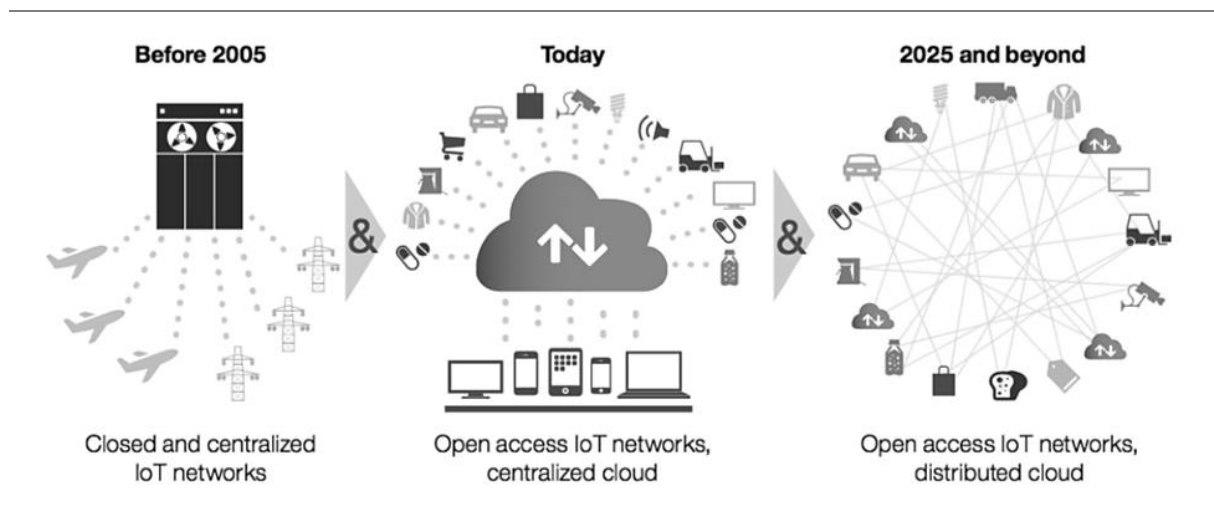 Before 2005
Today
2025 and beyond
&
&
Closed and centralized
IoT networks
Open access IoT networks,
centralized cloud
Open access IoT networks,
distributed cloud